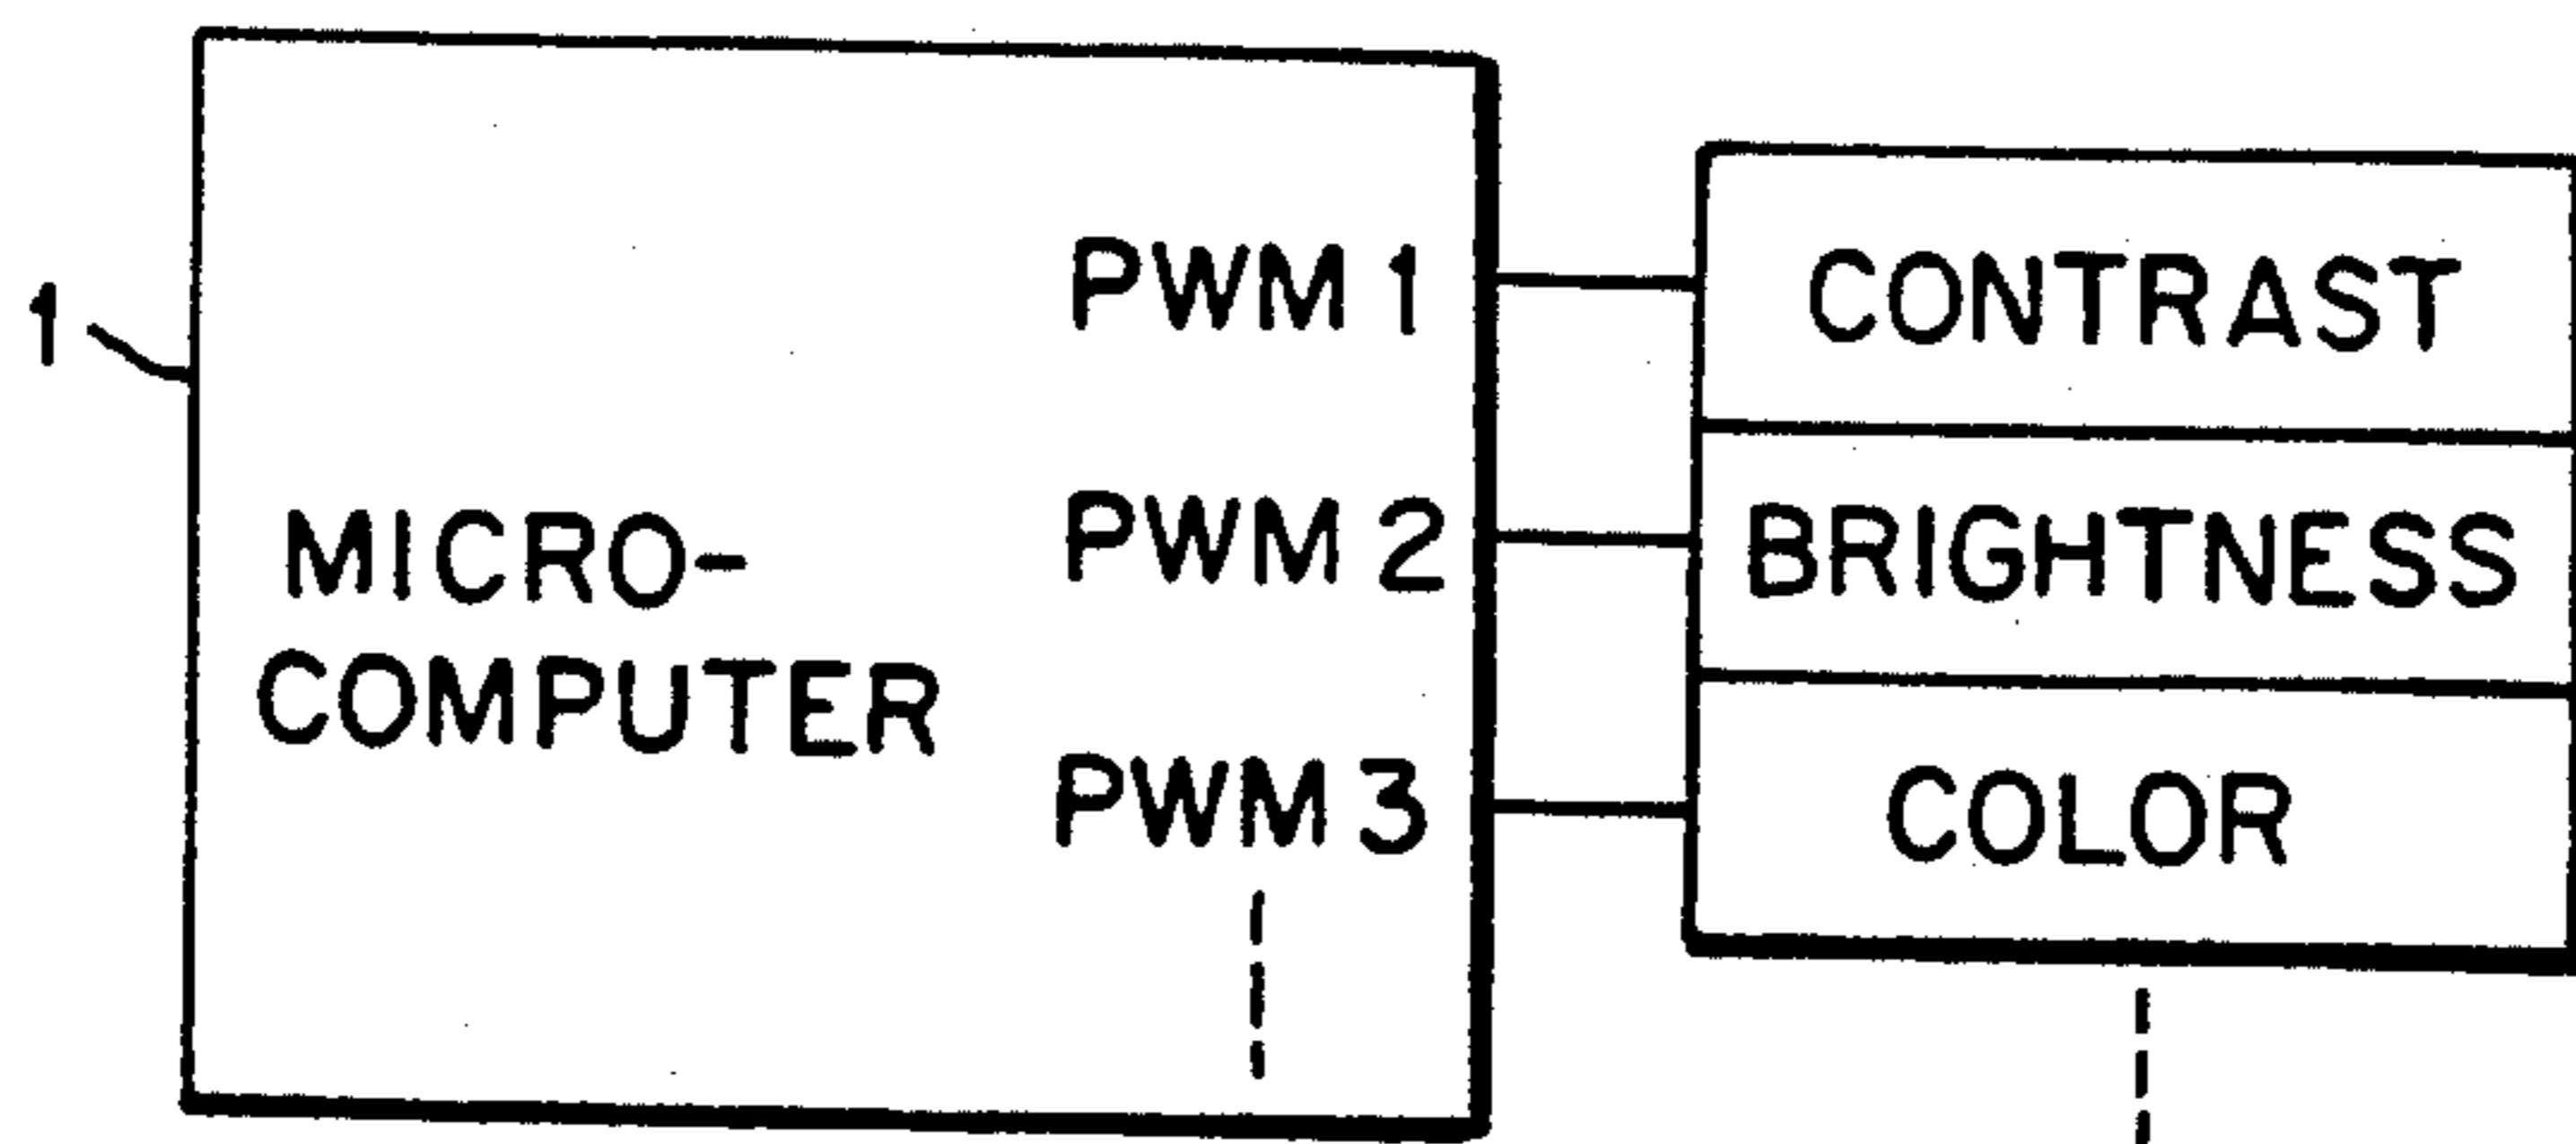 1
MICRO-
COMPUTER
PWM 1
PWM 2
PWM 3
CONTRAST
BRIGHTNESS
COLOR